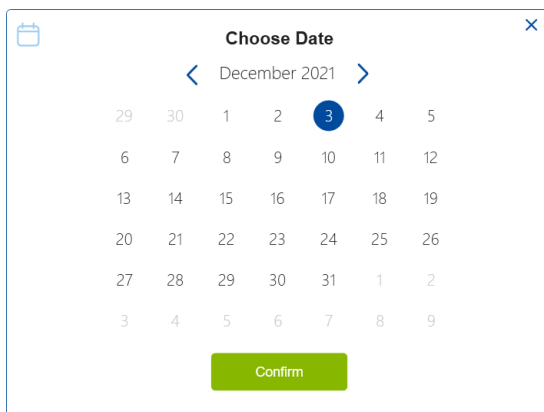 Choose Date
December 2021
29 30 1 2 3 4 5
6 7 8 9 10 11 12
13 14 15 16 17 18 19
20 21 22 23 24 25 26
27 28 29 30 31 1 2
3 4 5 6 7 8 9
Confirm